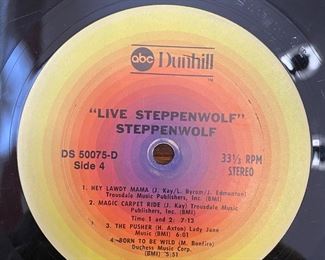 abc Dunhill
TM
"LIVE STEPPENWOLF"
STEPPENWOLF
DS 50075-D
Side 4
33⅓ RPM
STEREO
1. HEY LAWDY MAMA (J. Kay/L. Byrom/J. Edmonton)
Trousdale Music Publishers, Inc. (BMI)
2. MAGIC CARPET RIDE (J. Kay) Trousdale Music
Publishers, Inc. (BMI)
Time 1 and 2: 7:13
3. THE PUSHER (H. Axton) Lady Jane
Music (BMI) 6:01
4. BORN TO BE WILD (M. Bonfire)
Duchess Music Corp.
(BMI) 5:51